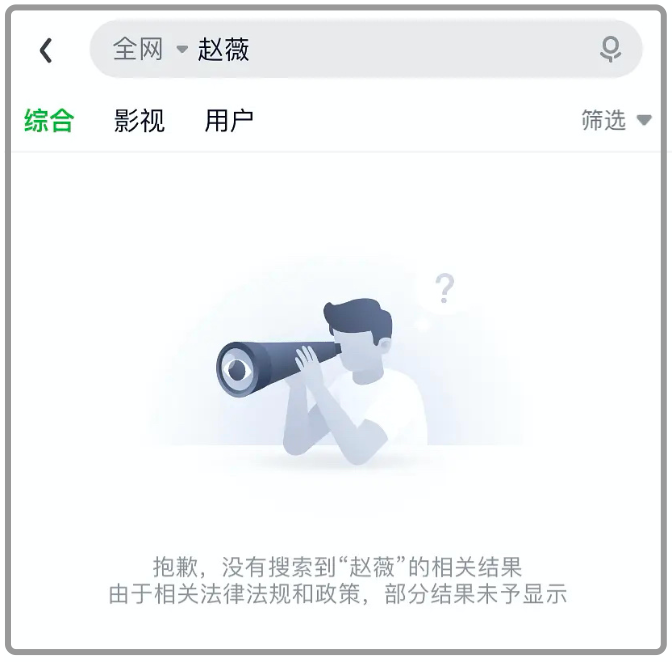 全网 赵薇
综合 影视 用户 筛选
?
抱歉，没有搜索到“赵薇”的相关结果
由于相关法律法规和政策，部分结果未予显示